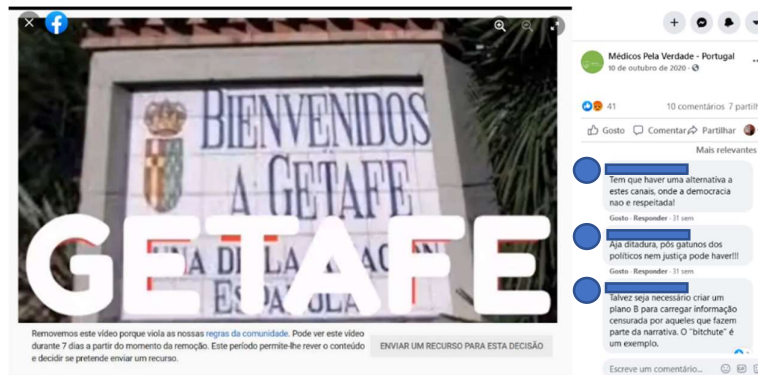 BIENVENIDOS
A GETAFE
GETAFE
ESPAÑOLA
Removemos este vídeo porque viola as nossas regras da comunidade. Pode ver este vídeo
durante 7 dias a partir do momento da remoção. Este período permite-lhe rever o conteúdo
e decidir se pretende enviar um recurso.
ENVIAR UM RECURSO PARA ESTA DECISÃO
Médicos Pela Verdade - Portugal
10 de outubro de 2020 ·
41
10 comentários 7 partilh
Gosto Comentar Partilhar
Mais relevantes
Tem que haver uma alternativa a
estes canais, onde a democracia
nao e respeitada!
Gosto · Responder · 31 sem
Aja ditadura, pôs gatunos dos
políticos nem justiça pode haver!!!
Gosto · Responder · 31 sem
Talvez seja necessário criar um
plano B para carregar informação
censurada por aqueles que fazem
parte da narrativa. O "bitchute" é
um exemplo.
Escreve um comentário...